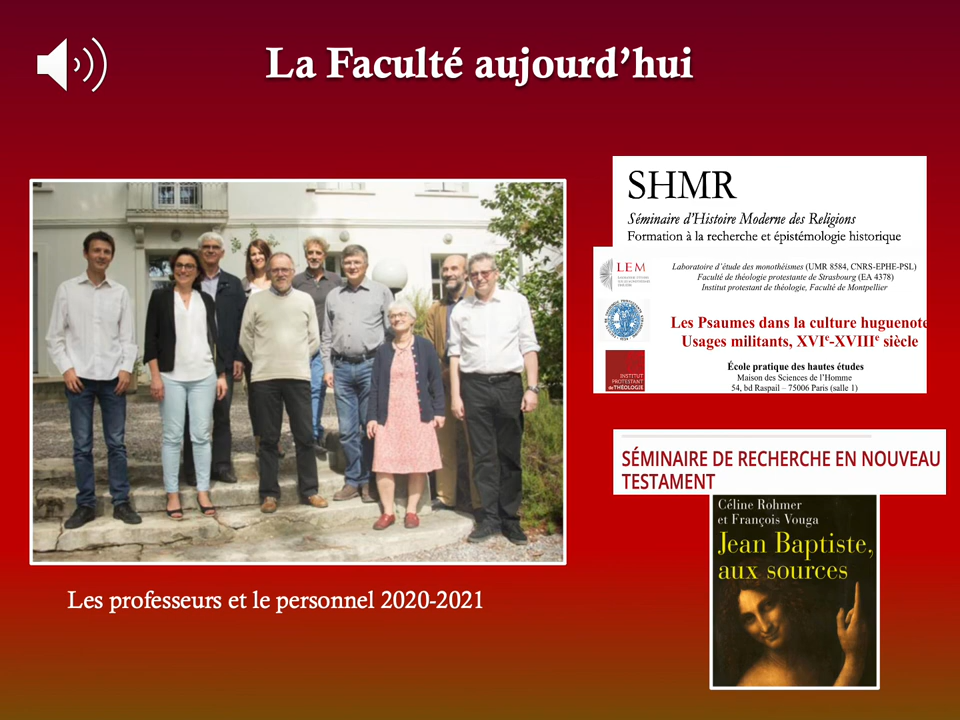 La Faculté aujourd’hui
SHMR
Séminaire d’Histoire Moderne des Religions
Formation à la recherche et épistémologie historique
LEM
Laboratoire d’étude des monothéismes (UMR 8584, CNRS-EPHE-PSL)
Faculté de théologie protestante de Strasbourg (EA 4378)
Institut protestant de théologie, Faculté de Montpellier
Les Psaumes dans la culture huguenote
Usages militants, XVIe-XVIIIe siècle
INSTITUT
PROTESTANT
de THÉOLOGIE
École pratique des hautes études
Maison des Sciences de l’Homme
54, bd Raspail – 75006 Paris (salle 1)
SÉMINAIRE DE RECHERCHE EN NOUVEAU
TESTAMENT
Céline Rohmer
et François Vouga
Jean Baptiste,
aux sources
Les professeurs et le personnel 2020-2021